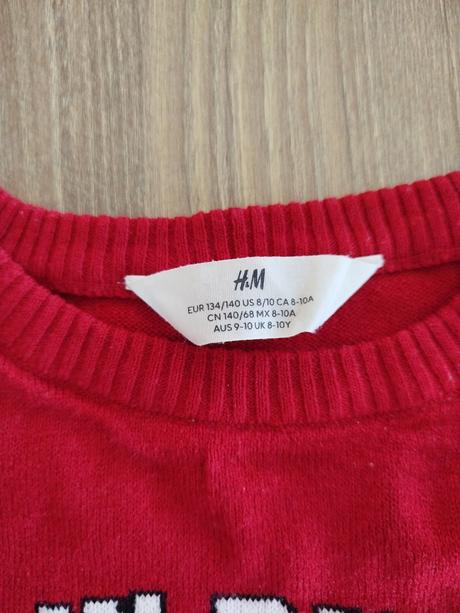 H&M
EUR 134/140 US 8/10 CA 8-10A
CN 140/68 MX 8-10A
AUS 9-10 UK 8-10Y